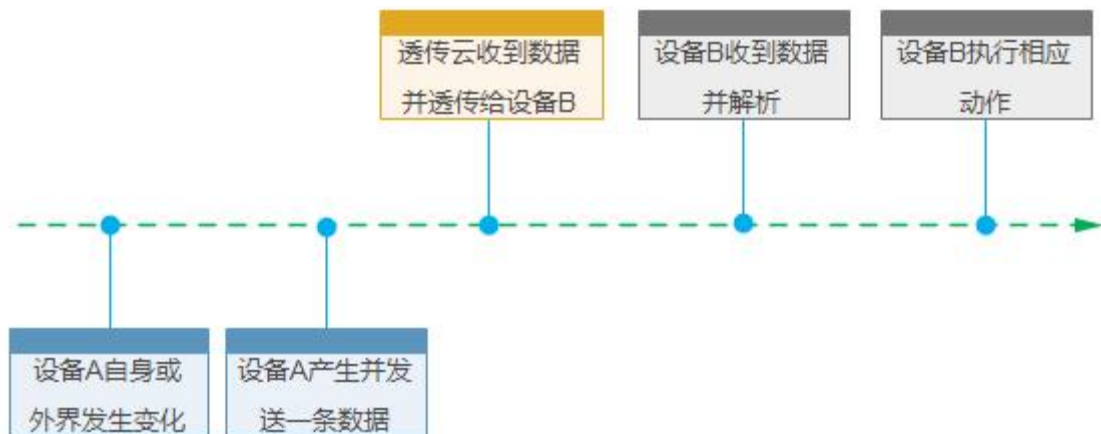 透传云收到数据
并透传给设备B
设备B收到数据
并解析
设备B执行相应
动作
设备A自身或
外界发生变化
设备A产生并发
送一条数据